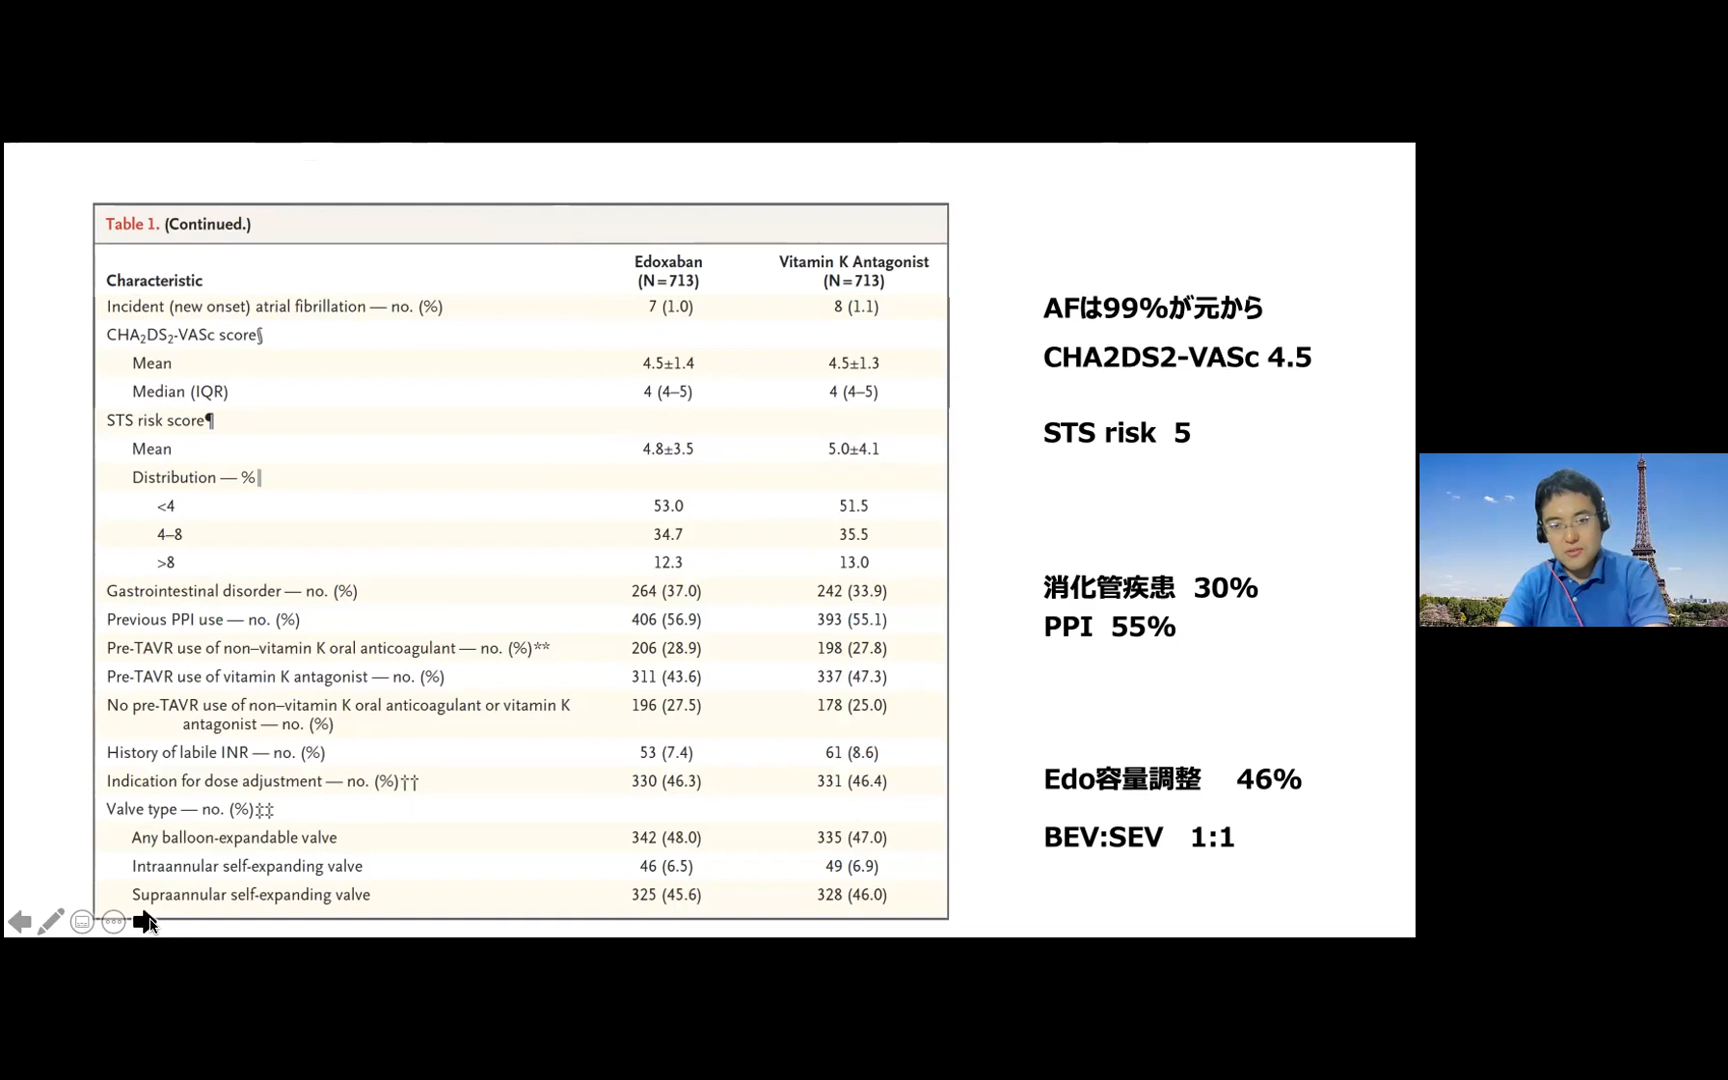 Table 1. (Continued.)
Characteristic
Edoxaban (N=713)
Vitamin K Antagonist (N=713)
Incident (new onset) atrial fibrillation — no. (%) 7 (1.0) 8 (1.1)
CHA2DS2-VASc score§
Mean 4.5±1.4 4.5±1.3
Median (IQR) 4 (4–5) 4 (4–5)
STS risk score¶
Mean 4.8±3.5 5.0±4.1
Distribution — %‖
<4 53.0 51.5
4–8 34.7 35.5
>8 12.3 13.0
Gastrointestinal disorder — no. (%) 264 (37.0) 242 (33.9)
Previous PPI use — no. (%) 406 (56.9) 393 (55.1)
Pre-TAVR use of non–vitamin K oral anticoagulant — no. (%)** 206 (28.9) 198 (27.8)
Pre-TAVR use of vitamin K antagonist — no. (%) 311 (43.6) 337 (47.3)
No pre-TAVR use of non–vitamin K oral anticoagulant or vitamin K 196 (27.5) 178 (25.0)
antagonist — no. (%)
History of labile INR — no. (%) 53 (7.4) 61 (8.6)
Indication for dose adjustment — no. (%)†† 330 (46.3) 331 (46.4)
Valve type — no. (%)‡‡
Any balloon-expandable valve 342 (48.0) 335 (47.0)
Intraannular self-expanding valve 46 (6.5) 49 (6.9)
Supraannular self-expanding valve 325 (45.6) 328 (46.0)
AFは99%が元から
CHA2DS2-VASc 4.5
STS risk 5
消化管疾患 30%
PPI 55%
Edo容量調整 46%
BEV:SEV 1:1